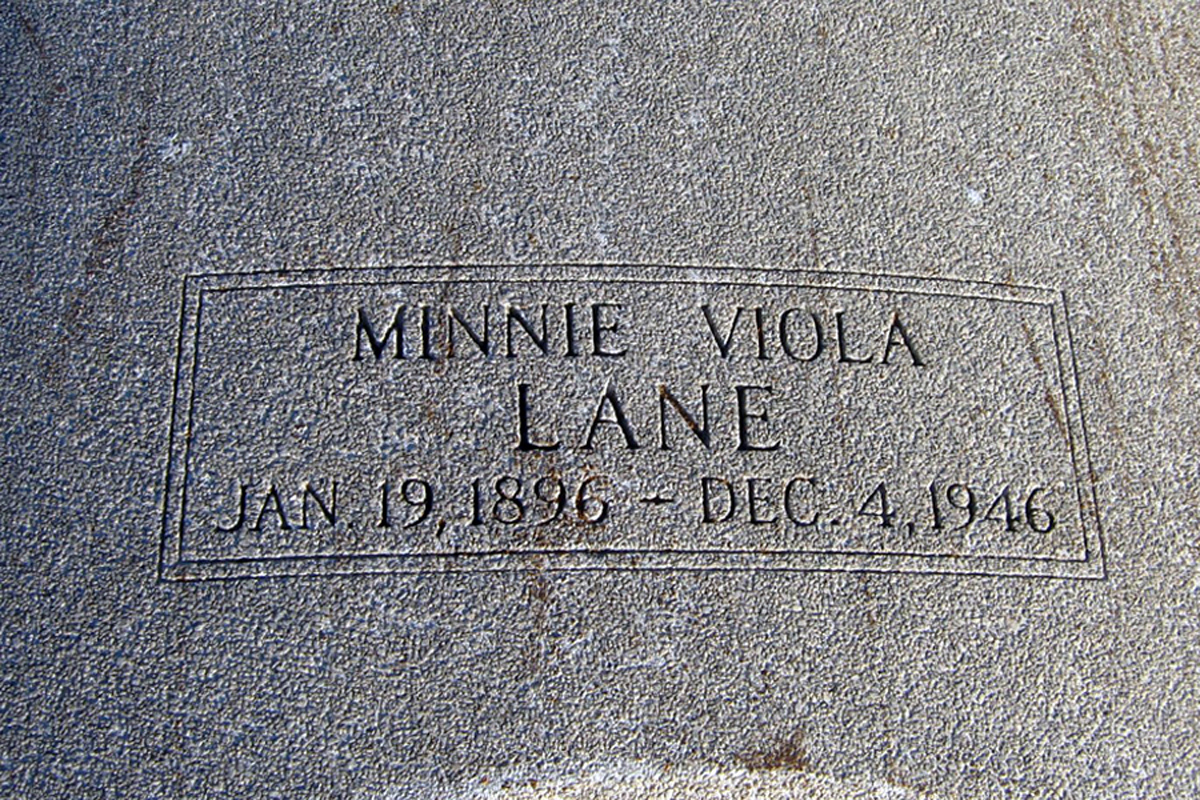 MINNIE VIOLA
LANE
JAN. 19, 1896 – DEC. 4, 1946